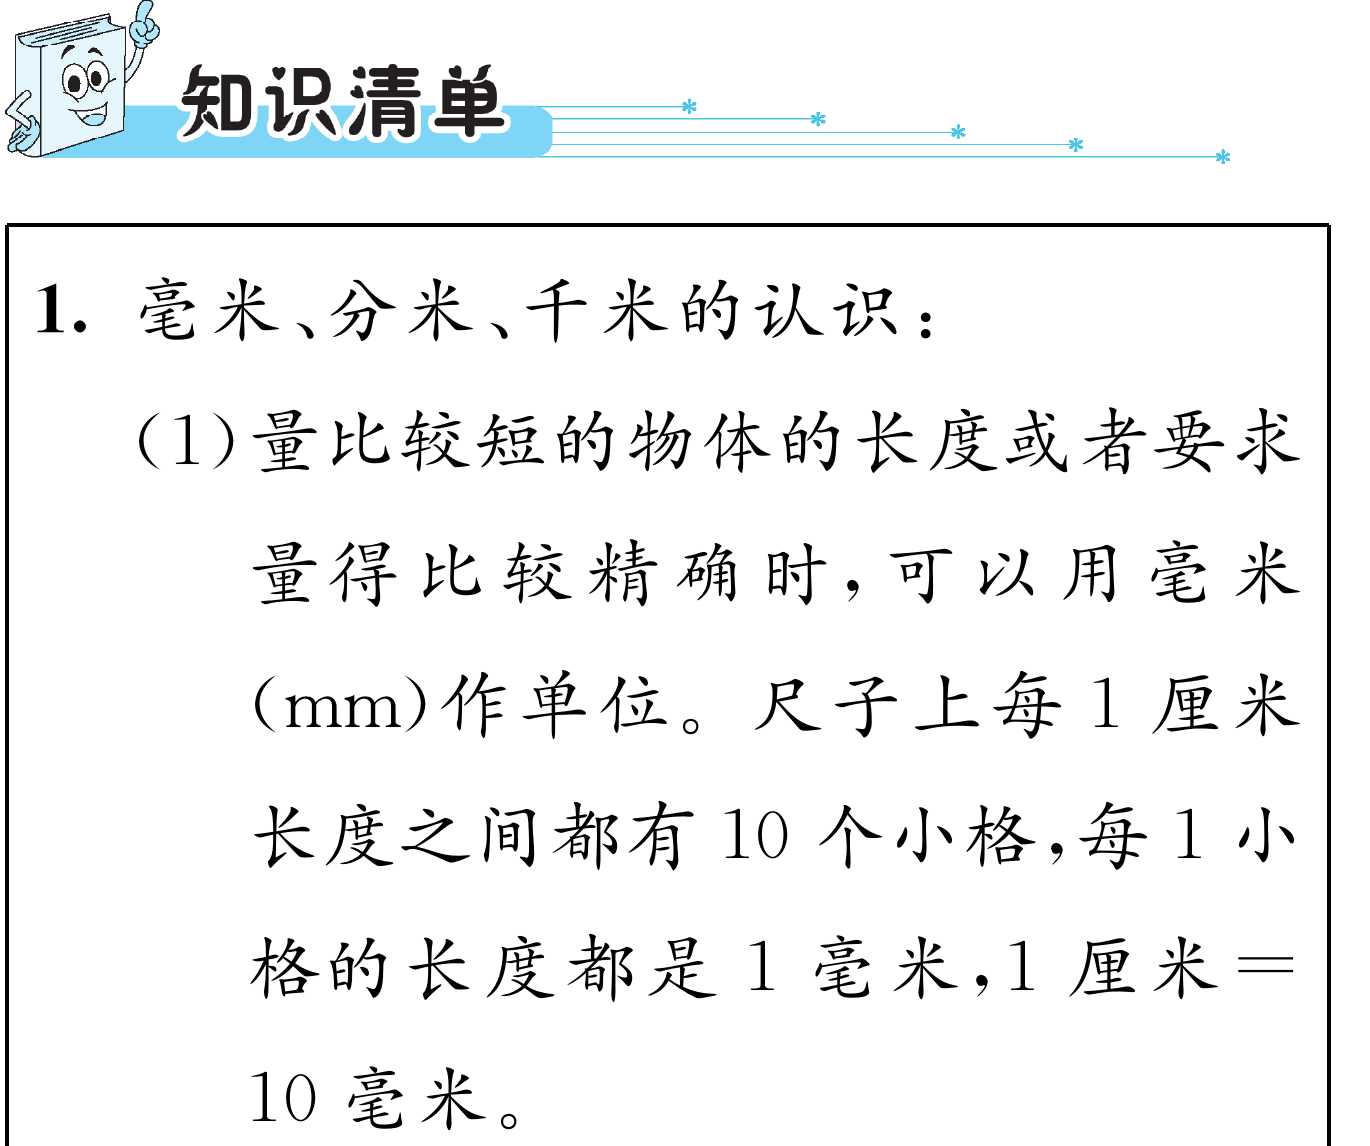 知识清单
1. 毫米、分米、千米的认识：
(1)量比较短的物体的长度或者要求
量得比较精确时，可以用毫米
(mm)作单位。尺子上每 1 厘米
长度之间都有 10 个小格，每 1 小
格的长度都是 1 毫米，1 厘米＝
10 毫米。